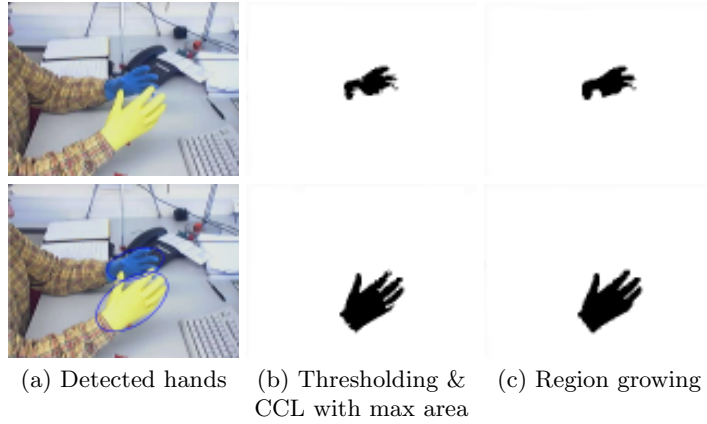 (a) Detected hands
(b) Thresholding &
CCL with max area
(c) Region growing